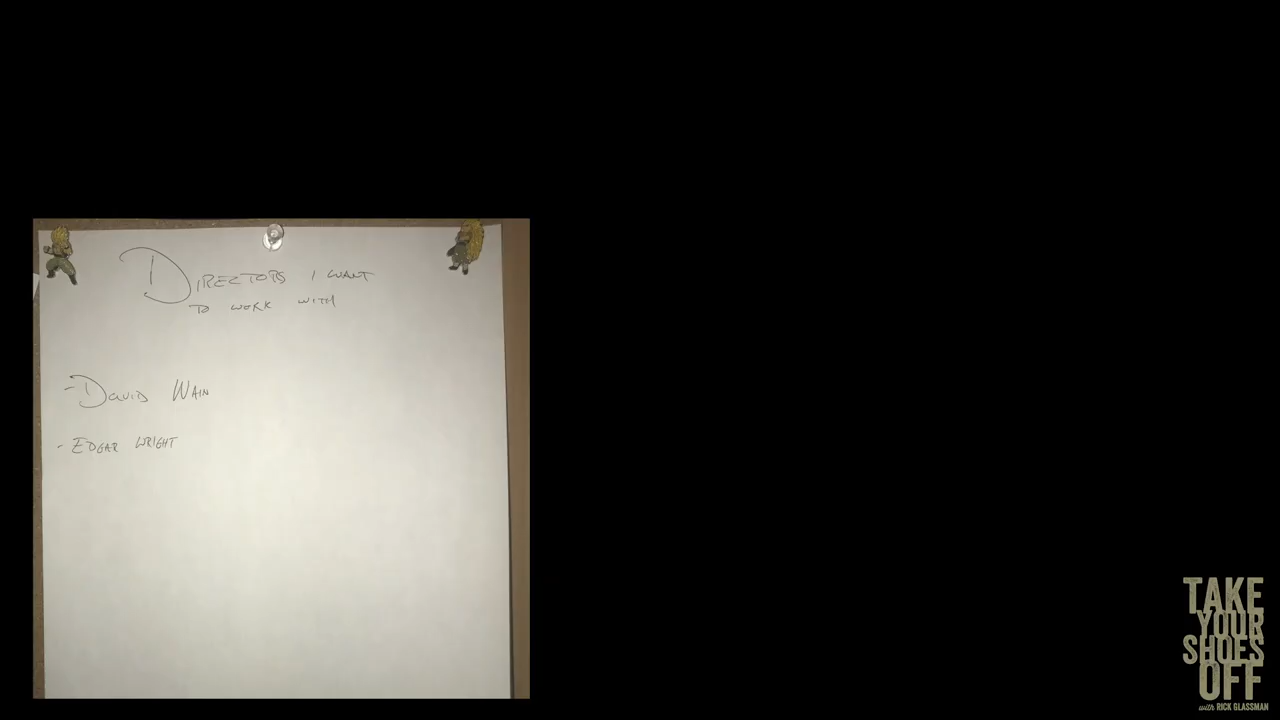 DIRECTORS I WANT
TO WORK WITH
- DAVID WAIN
- EDGAR WRIGHT
TAKE
YOUR
SHOES
OFF
with RICK GLASSMAN